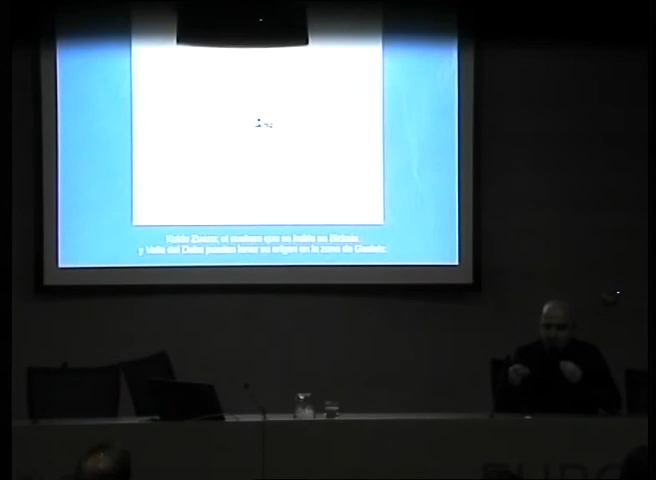 Koldo Zuazo: el euskera que se habla en Bizkaia
y Valle del Deba pueden tener su origen en la zona de Gasteiz.